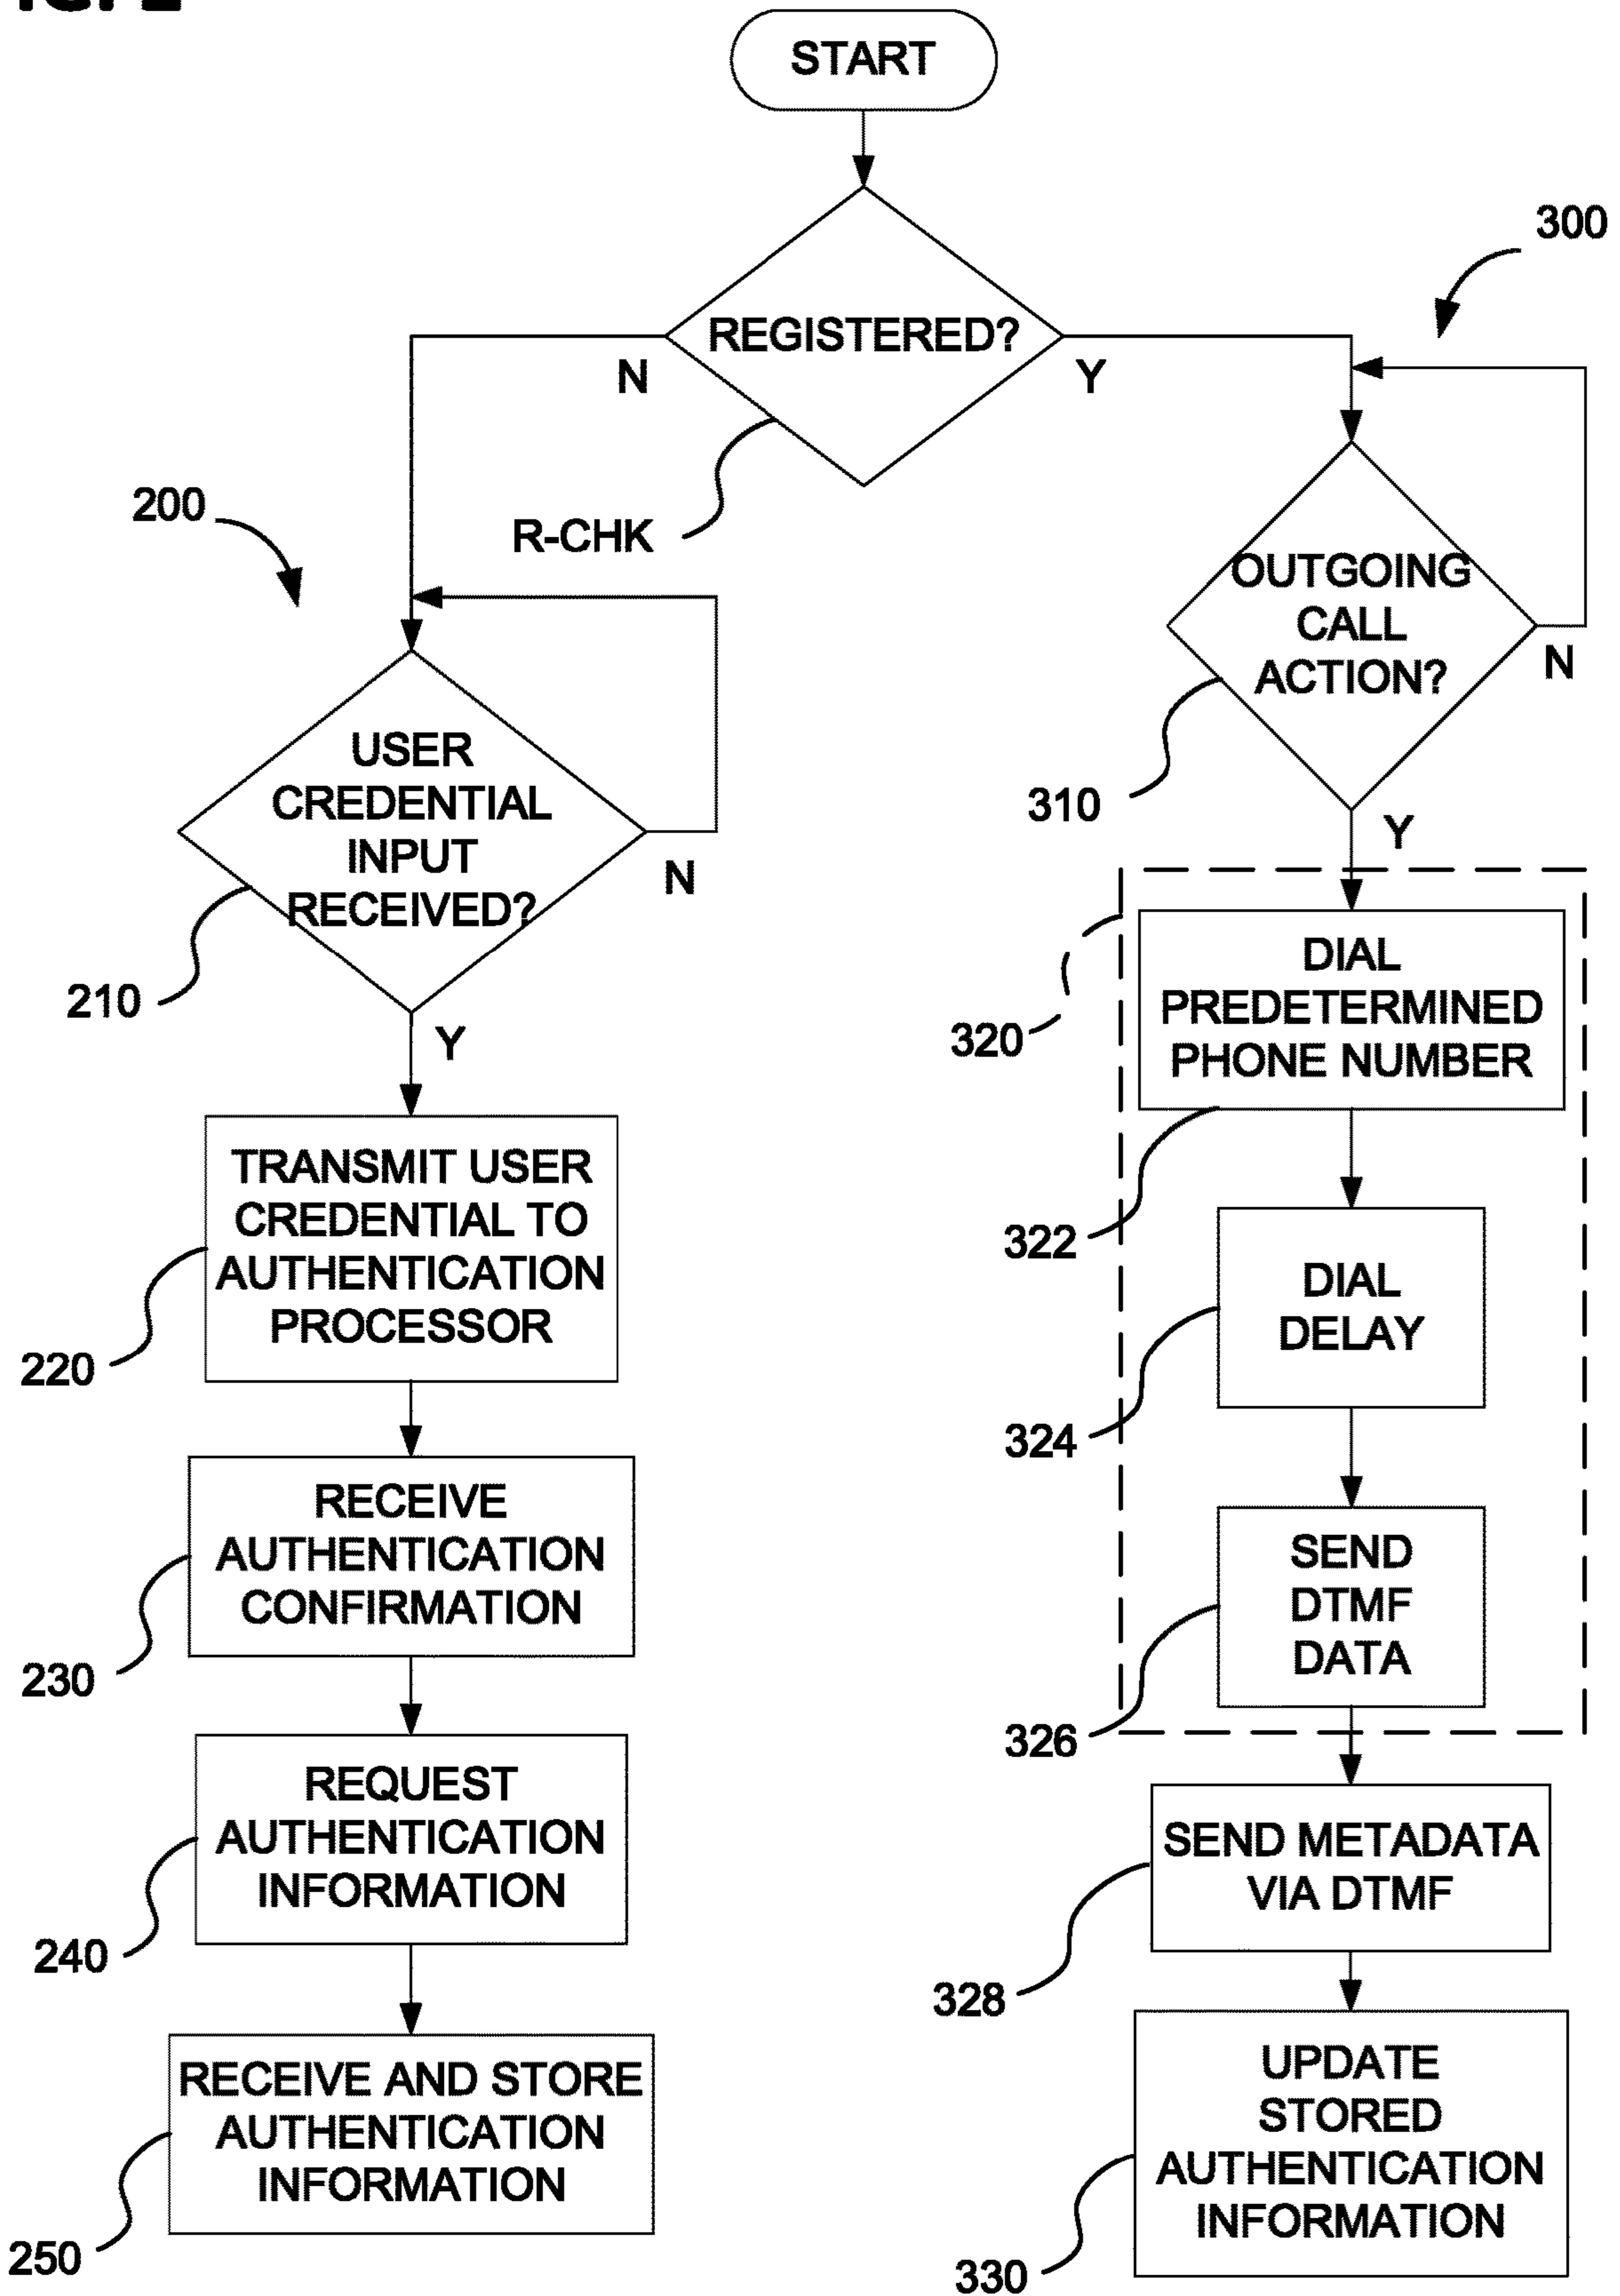 START
REGISTERED?
N
Y
R-CHK
300
200
OUTGOING
CALL
ACTION?
N
310
Y
USER
CREDENTIAL
INPUT
RECEIVED?
N
210
Y
TRANSMIT USER
CREDENTIAL TO
AUTHENTICATION
PROCESSOR
220
RECEIVE
AUTHENTICATION
CONFIRMATION
230
REQUEST
AUTHENTICATION
INFORMATION
240
RECEIVE AND STORE
AUTHENTICATION
INFORMATION
250
320
DIAL
PREDETERMINED
PHONE NUMBER
322
DIAL
DELAY
324
SEND
DTMF
DATA
326
SEND METADATA
VIA DTMF
328
UPDATE
STORED
AUTHENTICATION
INFORMATION
330